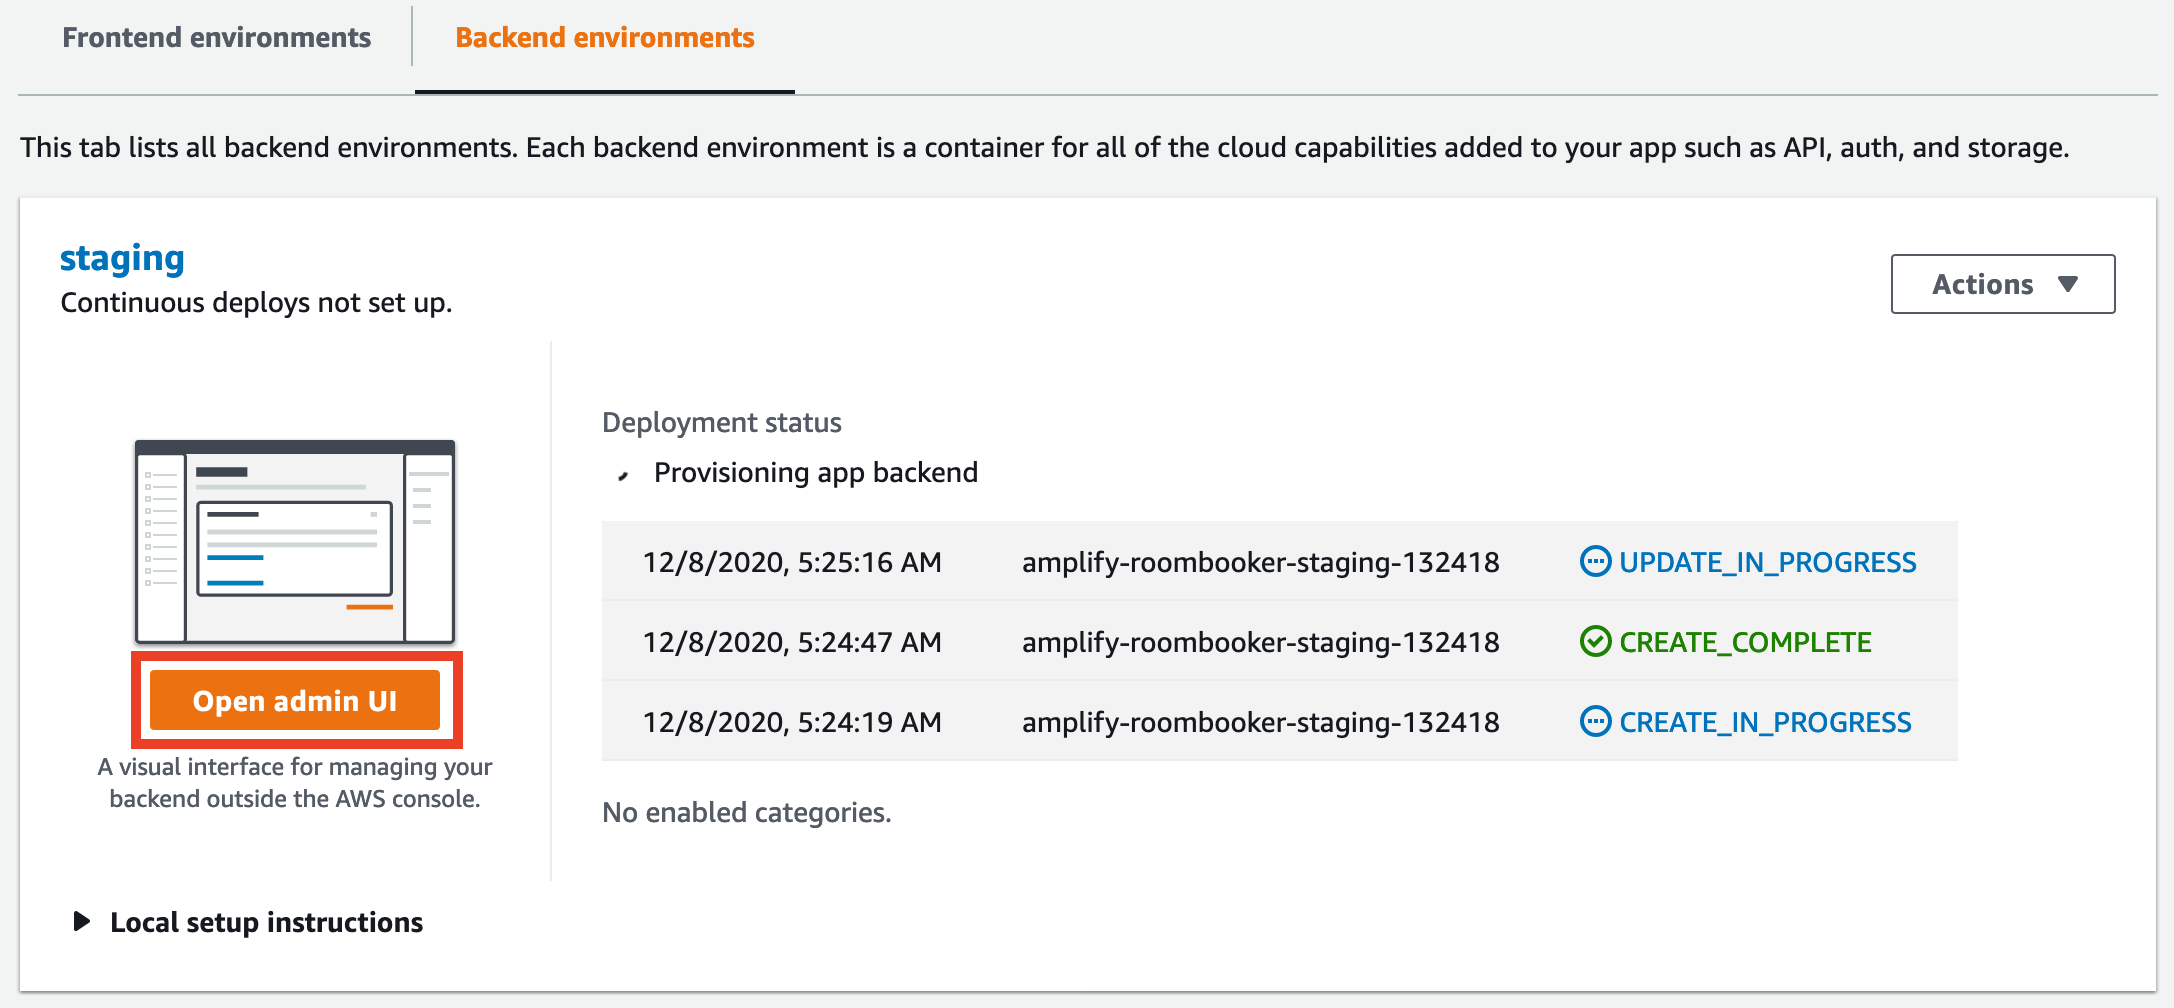 Frontend environments
Backend environments
This tab lists all backend environments. Each backend environment is a container for all of the cloud capabilities added to your app such as API, auth, and storage.
staging
Continuous deploys not set up.
Actions
Open admin UI
A visual interface for managing your
backend outside the AWS console.
Deployment status
Provisioning app backend
12/8/2020, 5:25:16 AM amplify-roombooker-staging-132418 UPDATE_IN_PROGRESS
12/8/2020, 5:24:47 AM amplify-roombooker-staging-132418 CREATE_COMPLETE
12/8/2020, 5:24:19 AM amplify-roombooker-staging-132418 CREATE_IN_PROGRESS
No enabled categories.
Local setup instructions